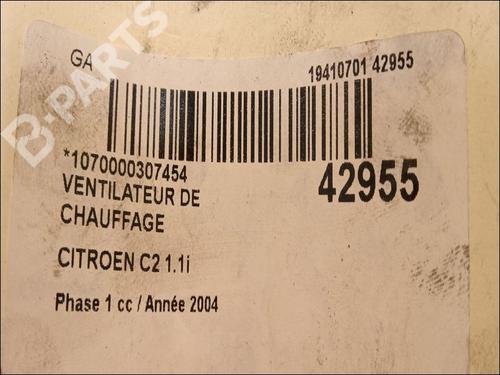 GA
19410701 42955
B-PARTS
*1070000307454
42955
VENTILATEUR DE
CHAUFFAGE
CITROEN C2 1.1i
Phase 1 cc / Année 2004